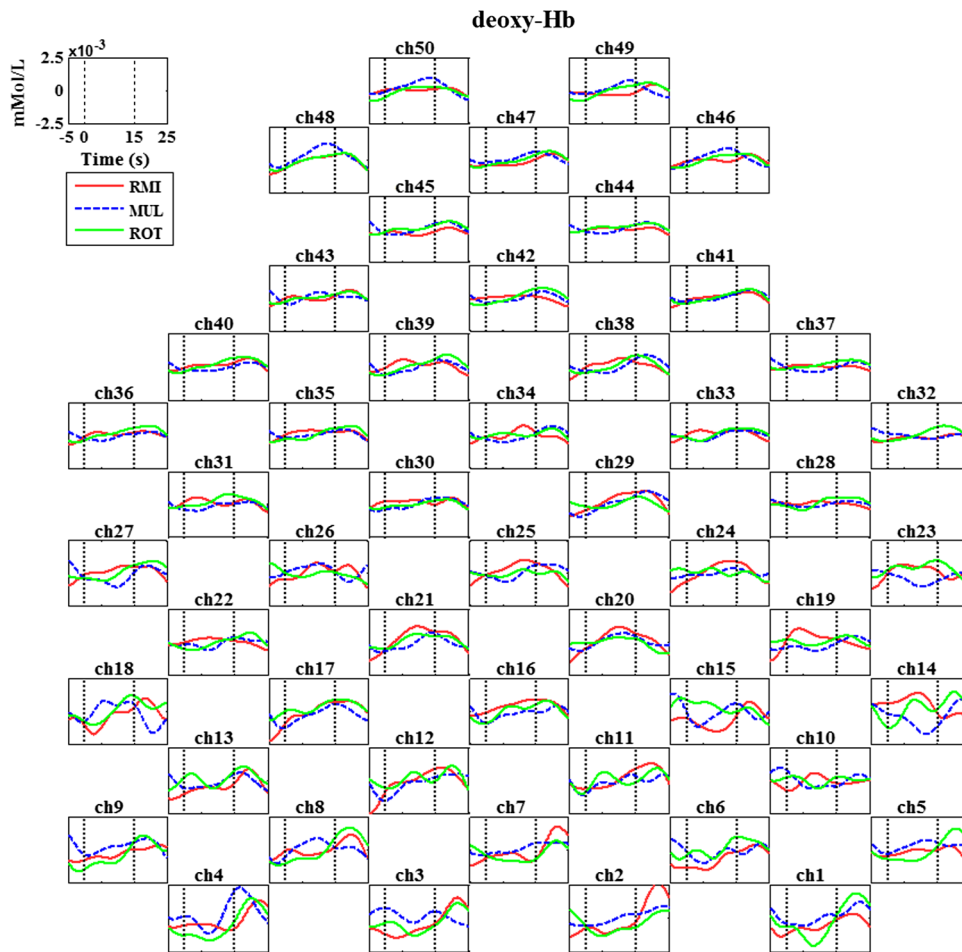 deoxy-Hb
x10-3
2.5
0
-2.5
mMol/L
-5 0 15 25
Time (s)
RMI
MUL
ROT
ch50 ch49
ch48 ch47 ch46
ch45 ch44
ch43 ch42 ch41
ch40 ch39 ch38 ch37
ch36 ch35 ch34 ch33 ch32
ch31 ch30 ch29 ch28
ch27 ch26 ch25 ch24 ch23
ch22 ch21 ch20 ch19
ch18 ch17 ch16 ch15 ch14
ch13 ch12 ch11 ch10
ch9 ch8 ch7 ch6 ch5
ch4 ch3 ch2 ch1